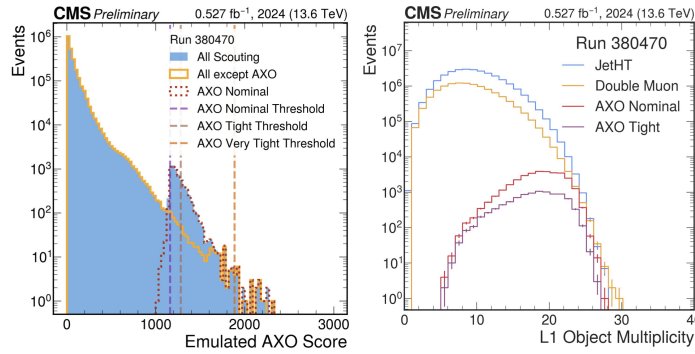 CMS Preliminary 0.527 fb⁻¹, 2024 (13.6 TeV)
Events
10⁶
10⁵
10⁴
10³
10²
10¹
10⁰
Run 380470
All Scouting
All except AXO
AXO Nominal
AXO Nominal Threshold
AXO Tight Threshold
AXO Very Tight Threshold
0 1000 2000 3000
Emulated AXO Score
CMS Preliminary 0.527 fb⁻¹, 2024 (13.6 TeV)
Events
10⁷
10⁶
10⁵
10⁴
10³
10²
10¹
10⁰
Run 380470
JetHT
Double Muon
AXO Nominal
AXO Tight
0 10 20 30 40
L1 Object Multiplicity